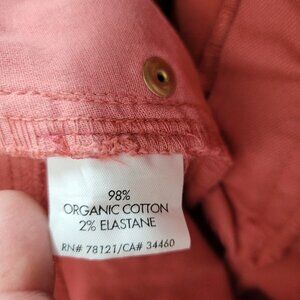 98%
ORGANIC COTTON
2% ELASTANE
RN# 78121/CA# 34460